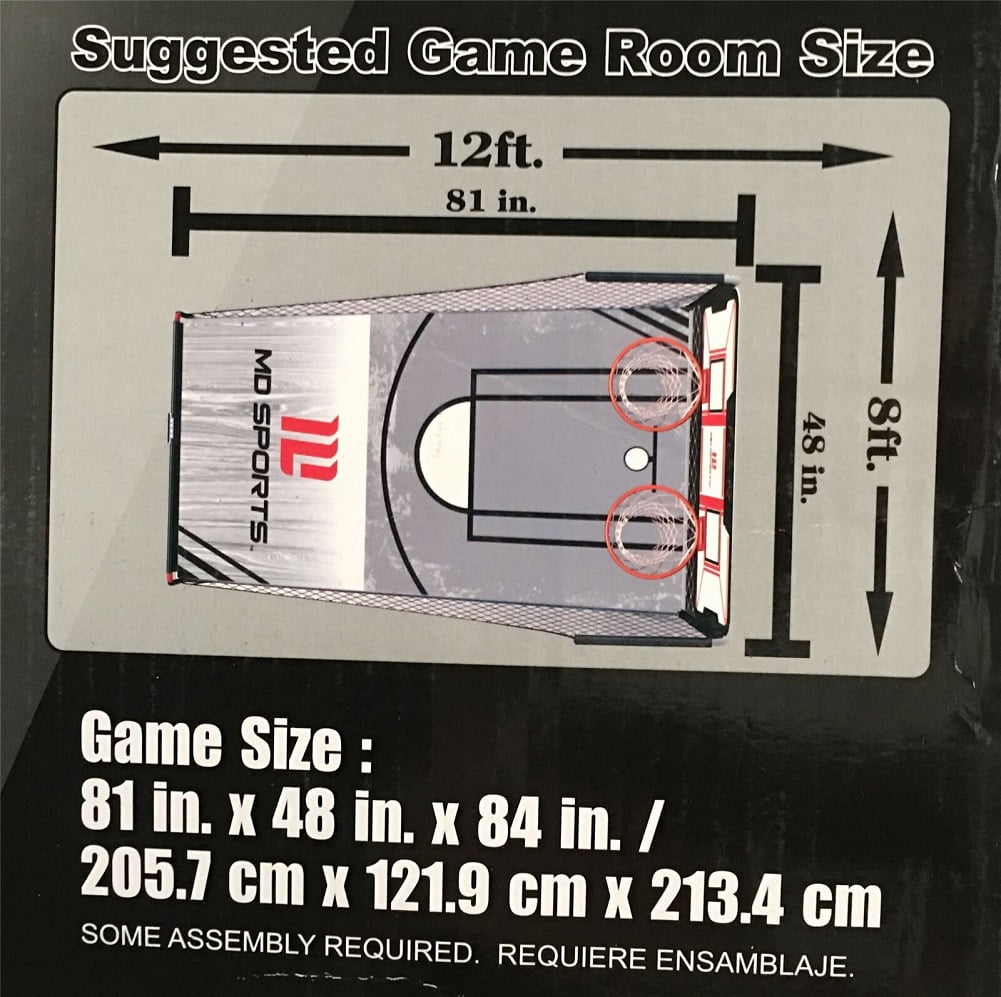 Suggested Game Room Size
12ft.
81 in.
8ft.
48 in.
MD SPORTS
Game Size :
81 in. x 48 in. x 84 in. /
205.7 cm x 121.9 cm x 213.4 cm
SOME ASSEMBLY REQUIRED. REQUIERE ENSAMBLAJE.